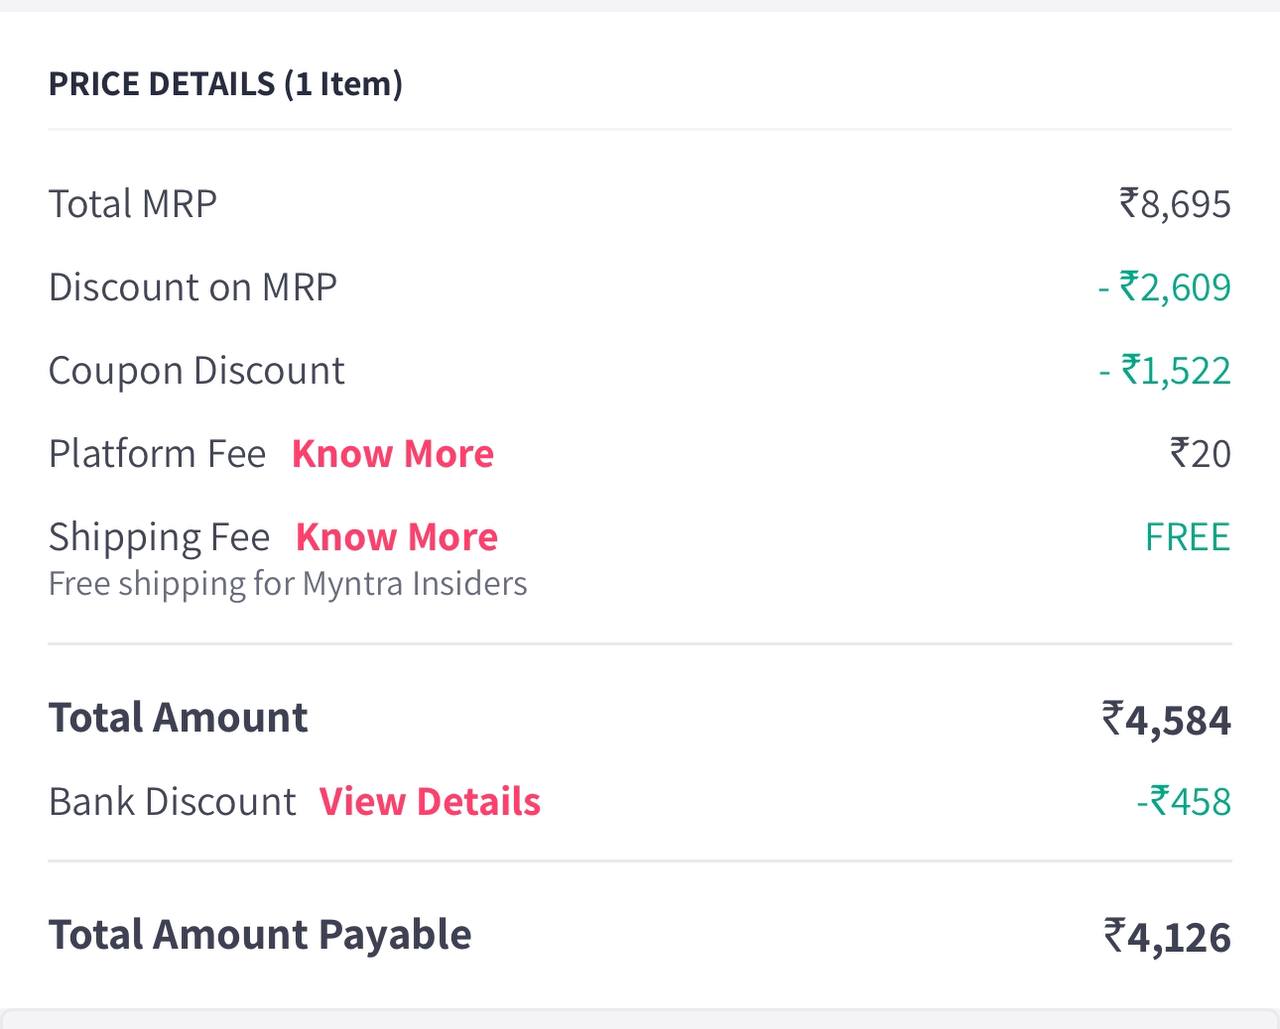 PRICE DETAILS (1 Item)
Total MRP ₹8,695
Discount on MRP - ₹2,609
Coupon Discount - ₹1,522
Platform Fee Know More ₹20
Shipping Fee Know More FREE
Free shipping for Myntra Insiders
Total Amount ₹4,584
Bank Discount View Details -₹458
Total Amount Payable ₹4,126